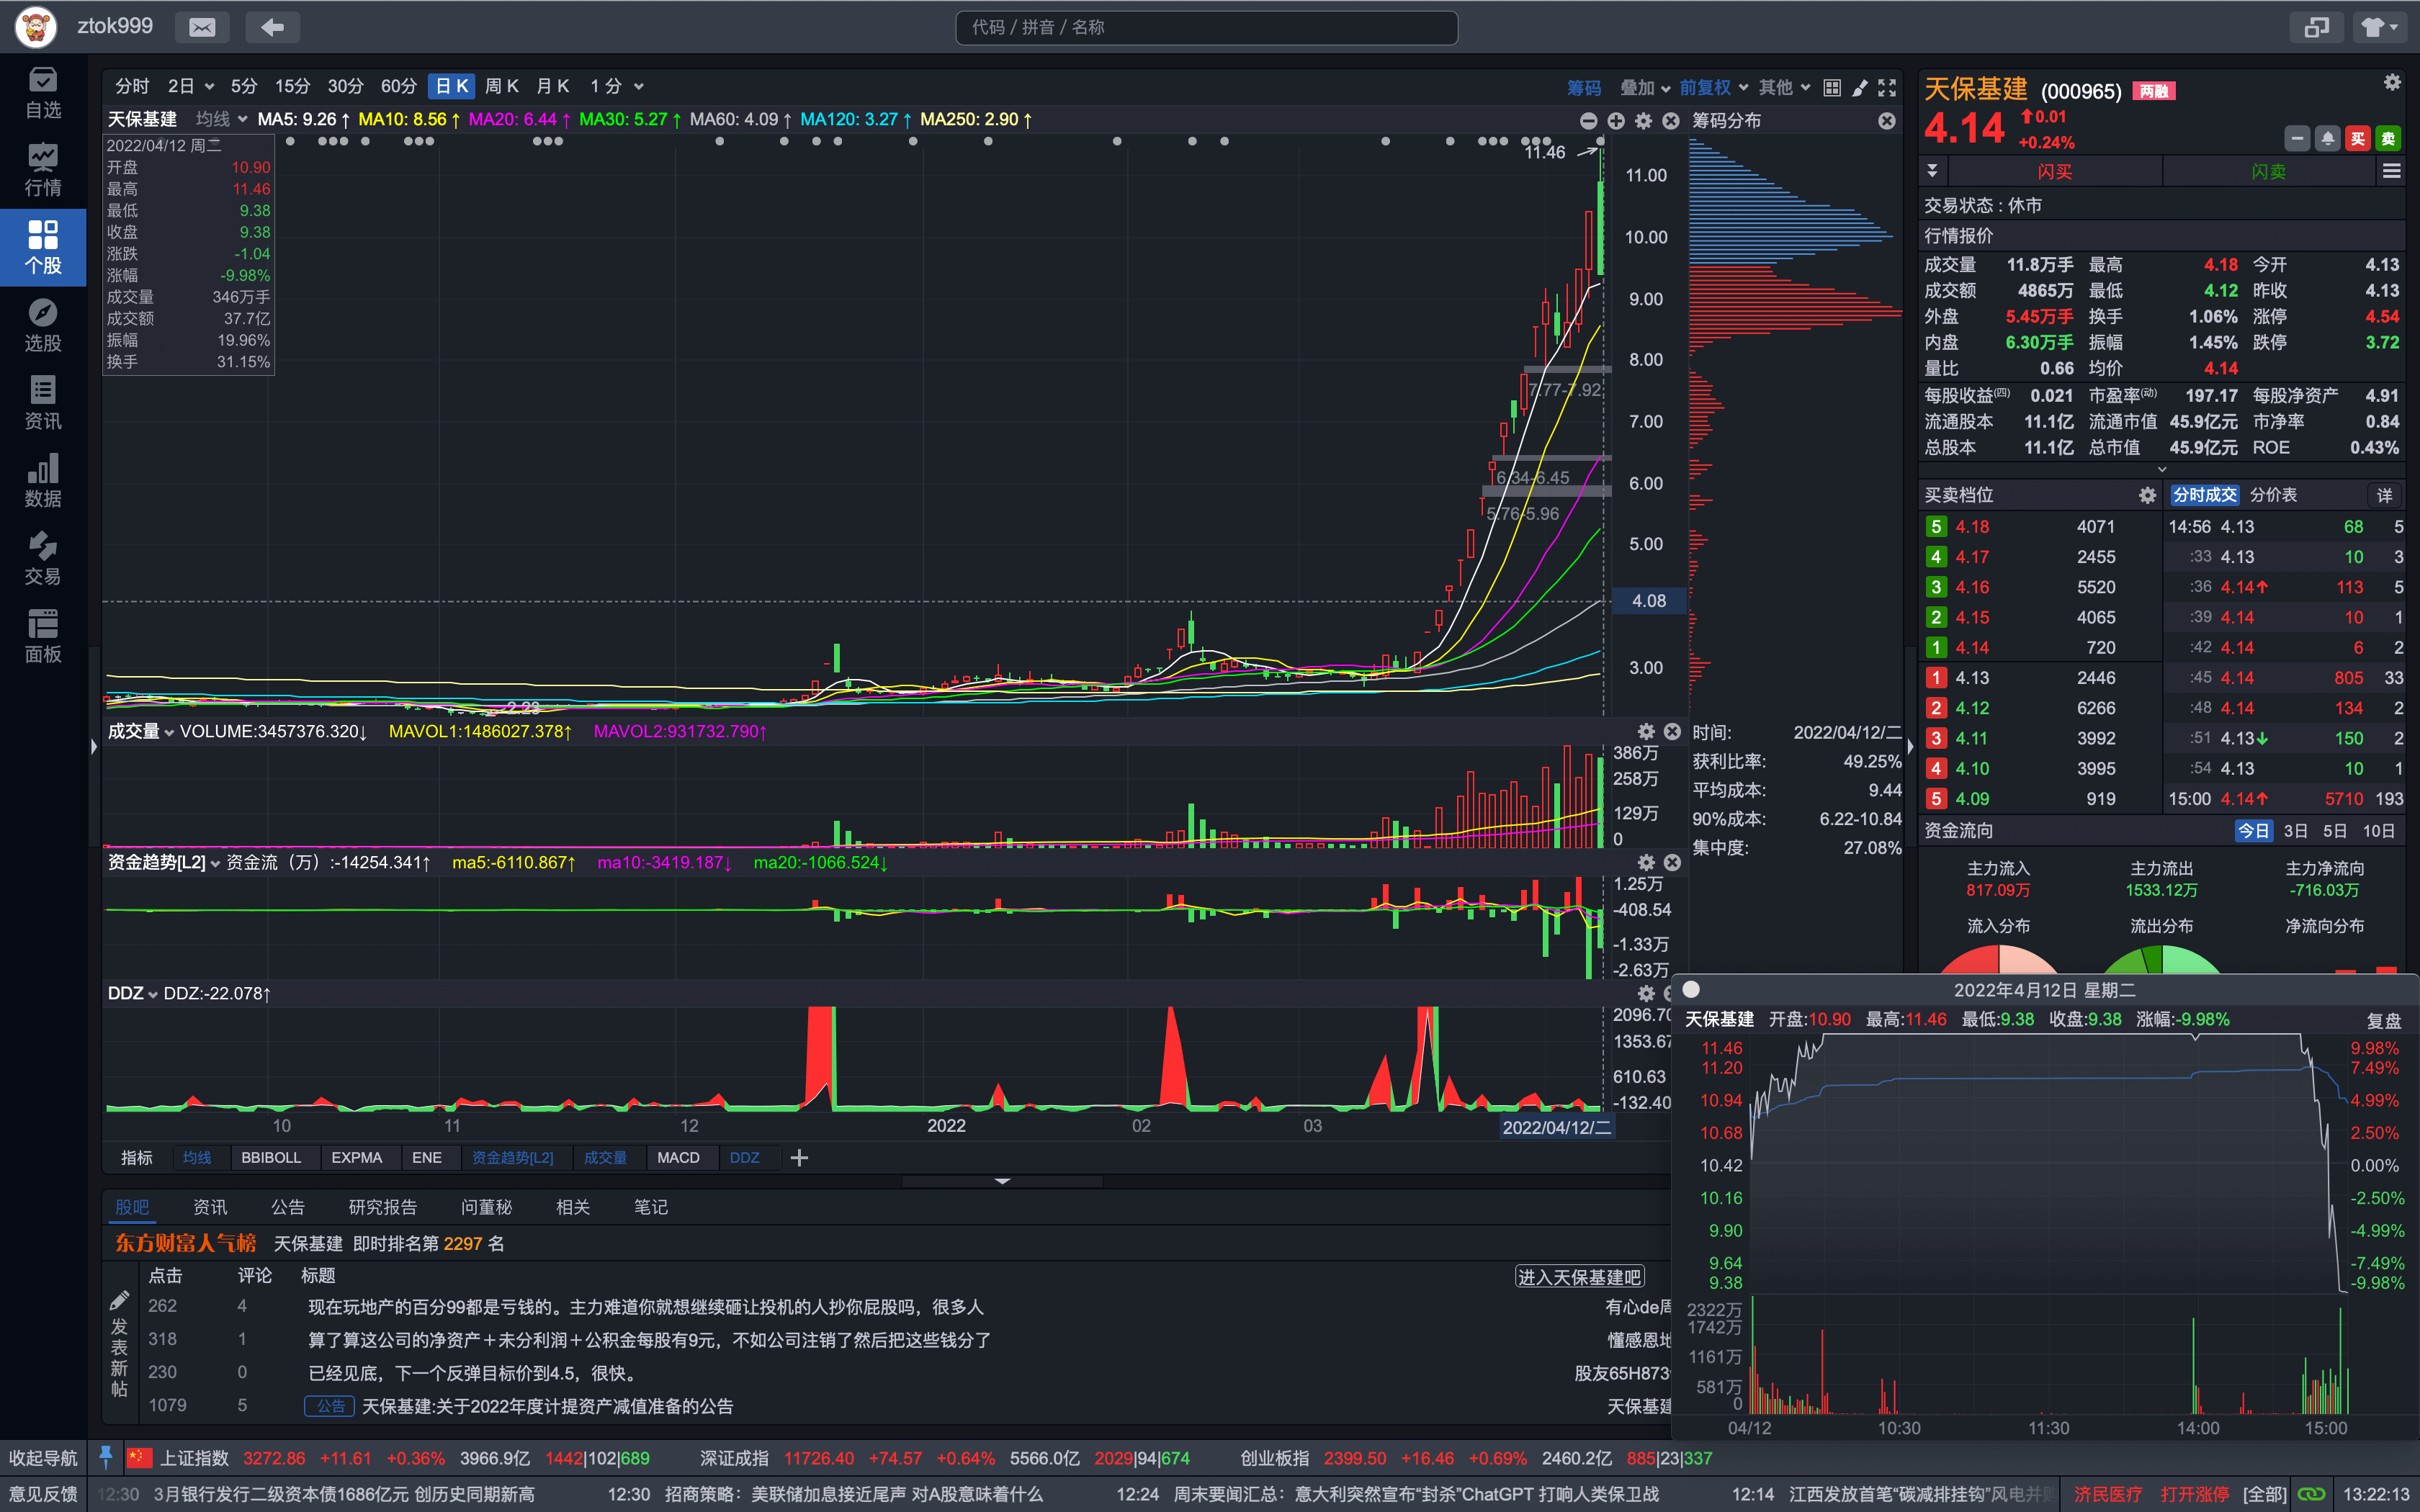 ztok999
代码 / 拼音 / 名称
自选
行情
个股
选股
资讯
数据
交易
面板
分时 2日 5分 15分 30分 60分 日K 周K 月K 1分 筹码 叠加 前复权 其他
天保基建 均线 MA5: 9.26↑ MA10: 8.56↑ MA20: 6.44↑ MA30: 5.27↑ MA60: 4.09↑ MA120: 3.27↑ MA250: 2.90↑
筹码分布
2022/04/12 周二
开盘 10.90
最高 11.46
最低 9.38
收盘 9.38
涨跌 -1.04
涨幅 -9.98%
成交量 346万手
成交额 37.7亿
振幅 19.96%
换手 31.15%
11.46
7.77-7.92
6.34-6.45
5.76-5.96
2.23
11.00
10.00
9.00
8.00
7.00
6.00
5.00
4.08
3.00
成交量 VOLUME:3457376.320↓ MAVOL1:1486027.378↑ MAVOL2:931732.790↑
386万
258万
129万
0
资金趋势[L2] 资金流（万）:-14254.341↑ ma5:-6110.867↑ ma10:-3419.187↓ ma20:-1066.524↓
1.25万
-408.54
-1.33万
-2.63万
DDZ DDZ:-22.078↑
2096.70
1353.67
610.63
-132.40
10 11 12 2022 02 03 2022/04/12/二
指标 均线 BBIBOLL EXPMA ENE 资金趋势[L2] 成交量 MACD DDZ
时间: 2022/04/12/二
获利比率: 49.25%
平均成本: 9.44
90%成本: 6.22-10.84
集中度: 27.08%
股吧 资讯 公告 研究报告 问董秘 相关 笔记
东方财富人气榜 天保基建 即时排名第 2297 名
发表新帖
点击 评论 标题 进入天保基建吧
262 4 现在玩地产的百分99都是亏钱的。主力难道你就想继续砸让投机的人抄你屁股吗，很多人 有心de周
318 1 算了算这公司的净资产＋未分利润＋公积金每股有9元，不如公司注销了然后把这些钱分了 懂感恩地
230 0 已经见底，下一个反弹目标价到4.5，很快。 股友65H873
1079 5 公告 天保基建:关于2022年度计提资产减值准备的公告 天保基建
天保基建 (000965) 两融
4.14 ↑0.01 +0.24%
买 卖
闪买 闪卖
交易状态 : 休市
行情报价
成交量 11.8万手 最高 4.18 今开 4.13
成交额 4865万 最低 4.12 昨收 4.13
外盘 5.45万手 换手 1.06% 涨停 4.54
内盘 6.30万手 振幅 1.45% 跌停 3.72
量比 0.66 均价 4.14
每股收益(四) 0.021 市盈率(动) 197.17 每股净资产 4.91
流通股本 11.1亿 流通市值 45.9亿元 市净率 0.84
总股本 11.1亿 总市值 45.9亿元 ROE 0.43%
买卖档位 分时成交 分价表 详
5 4.18 4071 14:56 4.13 68 5
4 4.17 2455 :33 4.13 10 3
3 4.16 5520 :36 4.14↑ 113 5
2 4.15 4065 :39 4.14 10 1
1 4.14 720 :42 4.14 6 2
1 4.13 2446 :45 4.14 805 33
2 4.12 6266 :48 4.14 134 2
3 4.11 3992 :51 4.13↓ 150 2
4 4.10 3995 :54 4.13 10 1
5 4.09 919 15:00 4.14↑ 5710 193
资金流向 今日 3日 5日 10日
主力流入 主力流出 主力净流向
817.09万 1533.12万 -716.03万
流入分布 流出分布 净流向分布
2022年4月12日 星期二
天保基建 开盘:10.90 最高:11.46 最低:9.38 收盘:9.38 涨幅:-9.98% 复盘
11.46 9.98%
11.20 7.49%
10.94 4.99%
10.68 2.50%
10.42 0.00%
10.16 -2.50%
9.90 -4.99%
9.64 -7.49%
9.38 -9.98%
2322万
1742万
1161万
581万
0
04/12 10:30 11:30 14:00 15:00
收起导航 上证指数 3272.86 +11.61 +0.36% 3966.9亿 1442|102|689 深证成指 11726.40 +74.57 +0.64% 5566.0亿 2029|94|674 创业板指 2399.50 +16.46 +0.69% 2460.2亿 885|23|337
意见反馈 12:30 3月银行发行二级资本债1686亿元 创历史同期新高 12:30 招商策略：美联储加息接近尾声 对A股意味着什么 12:24 周末要闻汇总：意大利突然宣布“封杀”ChatGPT 打响人类保卫战 12:14 江西发放首笔“碳减排挂钩”风电并 济民医疗 打开涨停 [全部] 13:22:13